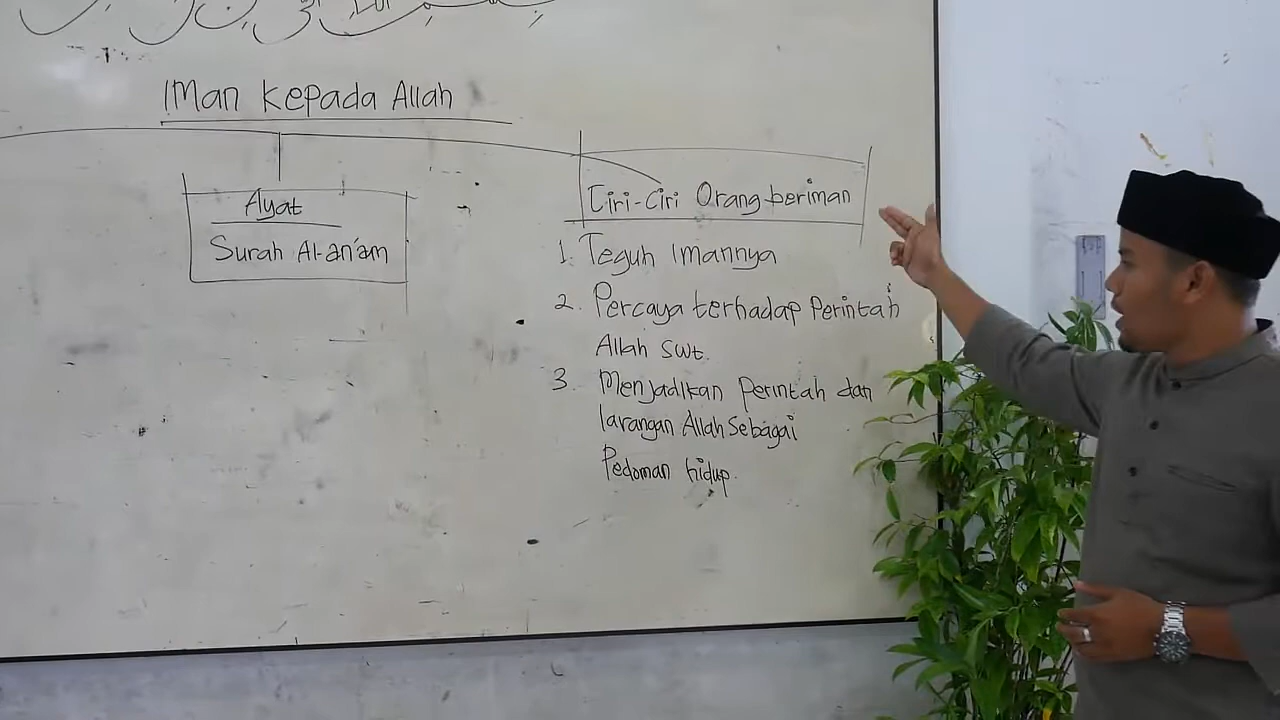 Iman Kepada Allah
Ayat
Surah Al-an'am
Ciri-Ciri Orang beriman
1. Teguh Imannya
2. Percaya terhadap Perintah
Allah swt.
3. Menjadikan Perintah dan
larangan Allah Sebagai
Pedoman hidup.